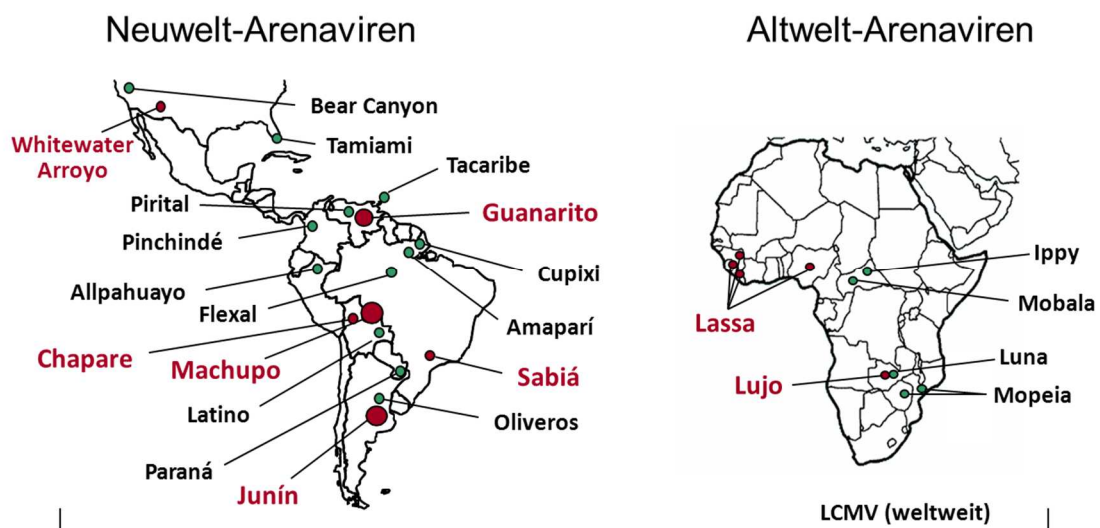 Neuwelt-Arenaviren
Altwelt-Arenaviren
Bear Canyon
Whitewater
Arroyo
Tamiami
Tacaribe
Pirital
Guanarito
Pinchindé
Cupixi
Allpahuayo
Flexal
Amaparí
Chapare
Machupo
Sabiá
Latino
Oliveros
Paraná
Junín
Ippy
Mobala
Lassa
Luna
Lujo
Mopeia
LCMV (weltweit)